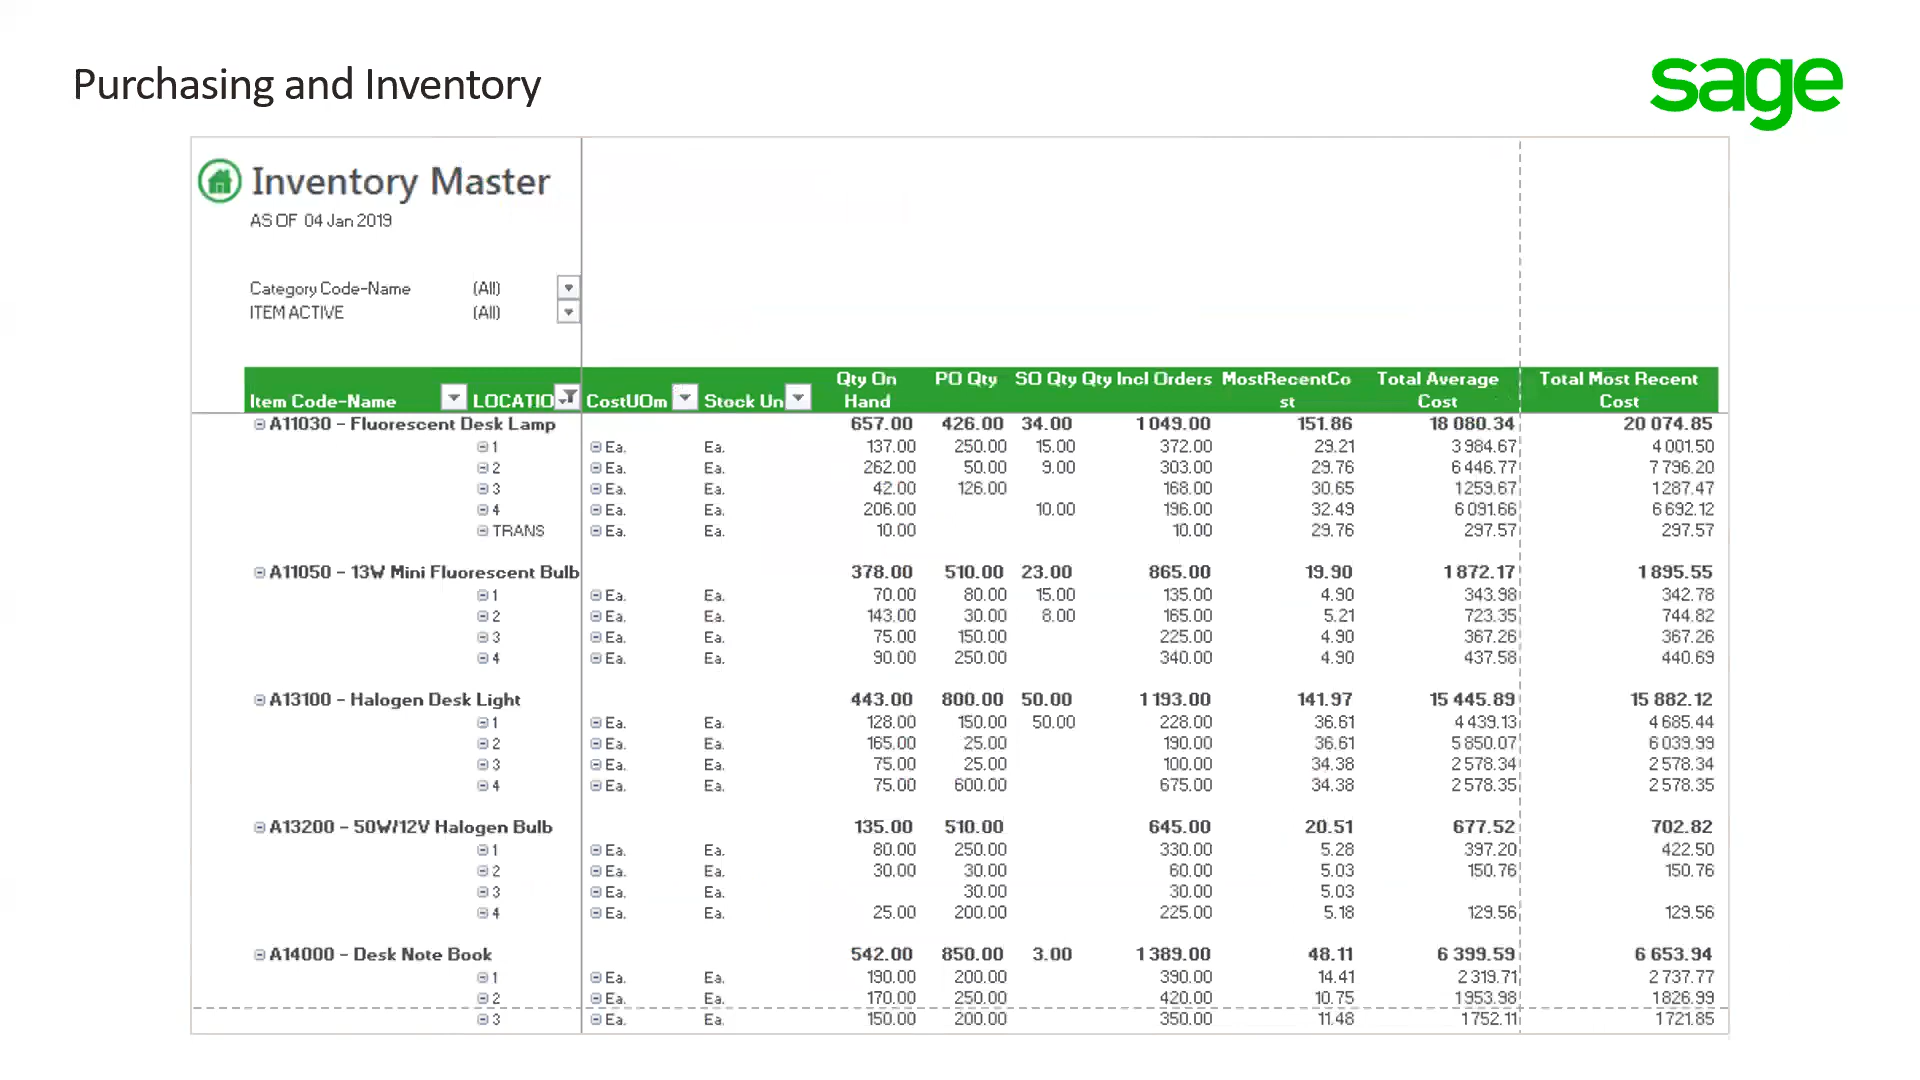 Purchasing and Inventory
sage
Inventory Master
AS OF 04 Jan 2019
Category Code-Name (All)
ITEM ACTIVE (All)
Item Code-Name LOCATIO CostUOm Stock Un Qty On Hand PO Qty SO Qty Qty Incl Orders MostRecentCo st Total Average Cost Total Most Recent Cost
A11030 - Fluorescent Desk Lamp 657.00 426.00 34.00 1 049.00 151.86 18 080.34 20 074.85
1 Ea. Ea. 137.00 250.00 15.00 372.00 29.21 3 984.67 4 001.50
2 Ea. Ea. 262.00 50.00 9.00 303.00 29.76 6 446.77 7 796.20
3 Ea. Ea. 42.00 126.00 168.00 30.65 1 259.67 1 287.47
4 Ea. Ea. 206.00 10.00 196.00 32.49 6 091.66 6 692.12
TRANS Ea. Ea. 10.00 10.00 29.76 297.57 297.57
A11050 - 13W Mini Fluorescent Bulb 378.00 510.00 23.00 865.00 19.90 1 872.17 1 895.55
1 Ea. Ea. 70.00 80.00 15.00 135.00 4.90 343.98 342.78
2 Ea. Ea. 143.00 30.00 8.00 165.00 5.21 723.35 744.82
3 Ea. Ea. 75.00 150.00 225.00 4.90 367.26 367.26
4 Ea. Ea. 90.00 250.00 340.00 4.90 437.58 440.69
A13100 - Halogen Desk Light 443.00 800.00 50.00 1 193.00 141.97 15 445.89 15 882.12
1 Ea. Ea. 128.00 150.00 50.00 228.00 36.61 4 439.13 4 685.44
2 Ea. Ea. 165.00 25.00 190.00 36.61 5 850.07 6 039.99
3 Ea. Ea. 75.00 25.00 100.00 34.38 2 578.34 2 578.34
4 Ea. Ea. 75.00 600.00 675.00 34.38 2 578.35 2 578.35
A13200 - 50W/12V Halogen Bulb 135.00 510.00 645.00 20.51 677.52 702.82
1 Ea. Ea. 80.00 250.00 330.00 5.28 397.20 422.50
2 Ea. Ea. 30.00 30.00 60.00 5.03 150.76 150.76
3 Ea. Ea. 30.00 30.00 5.03
4 Ea. Ea. 25.00 200.00 225.00 5.18 129.56 129.56
A14000 - Desk Note Book 542.00 850.00 3.00 1 389.00 48.11 6 399.59 6 653.94
1 Ea. Ea. 190.00 200.00 390.00 14.41 2 319.71 2 737.77
2 Ea. Ea. 170.00 250.00 420.00 10.75 1 953.98 1 826.99
3 Ea. Ea. 150.00 200.00 350.00 11.48 1 752.11 1 721.85